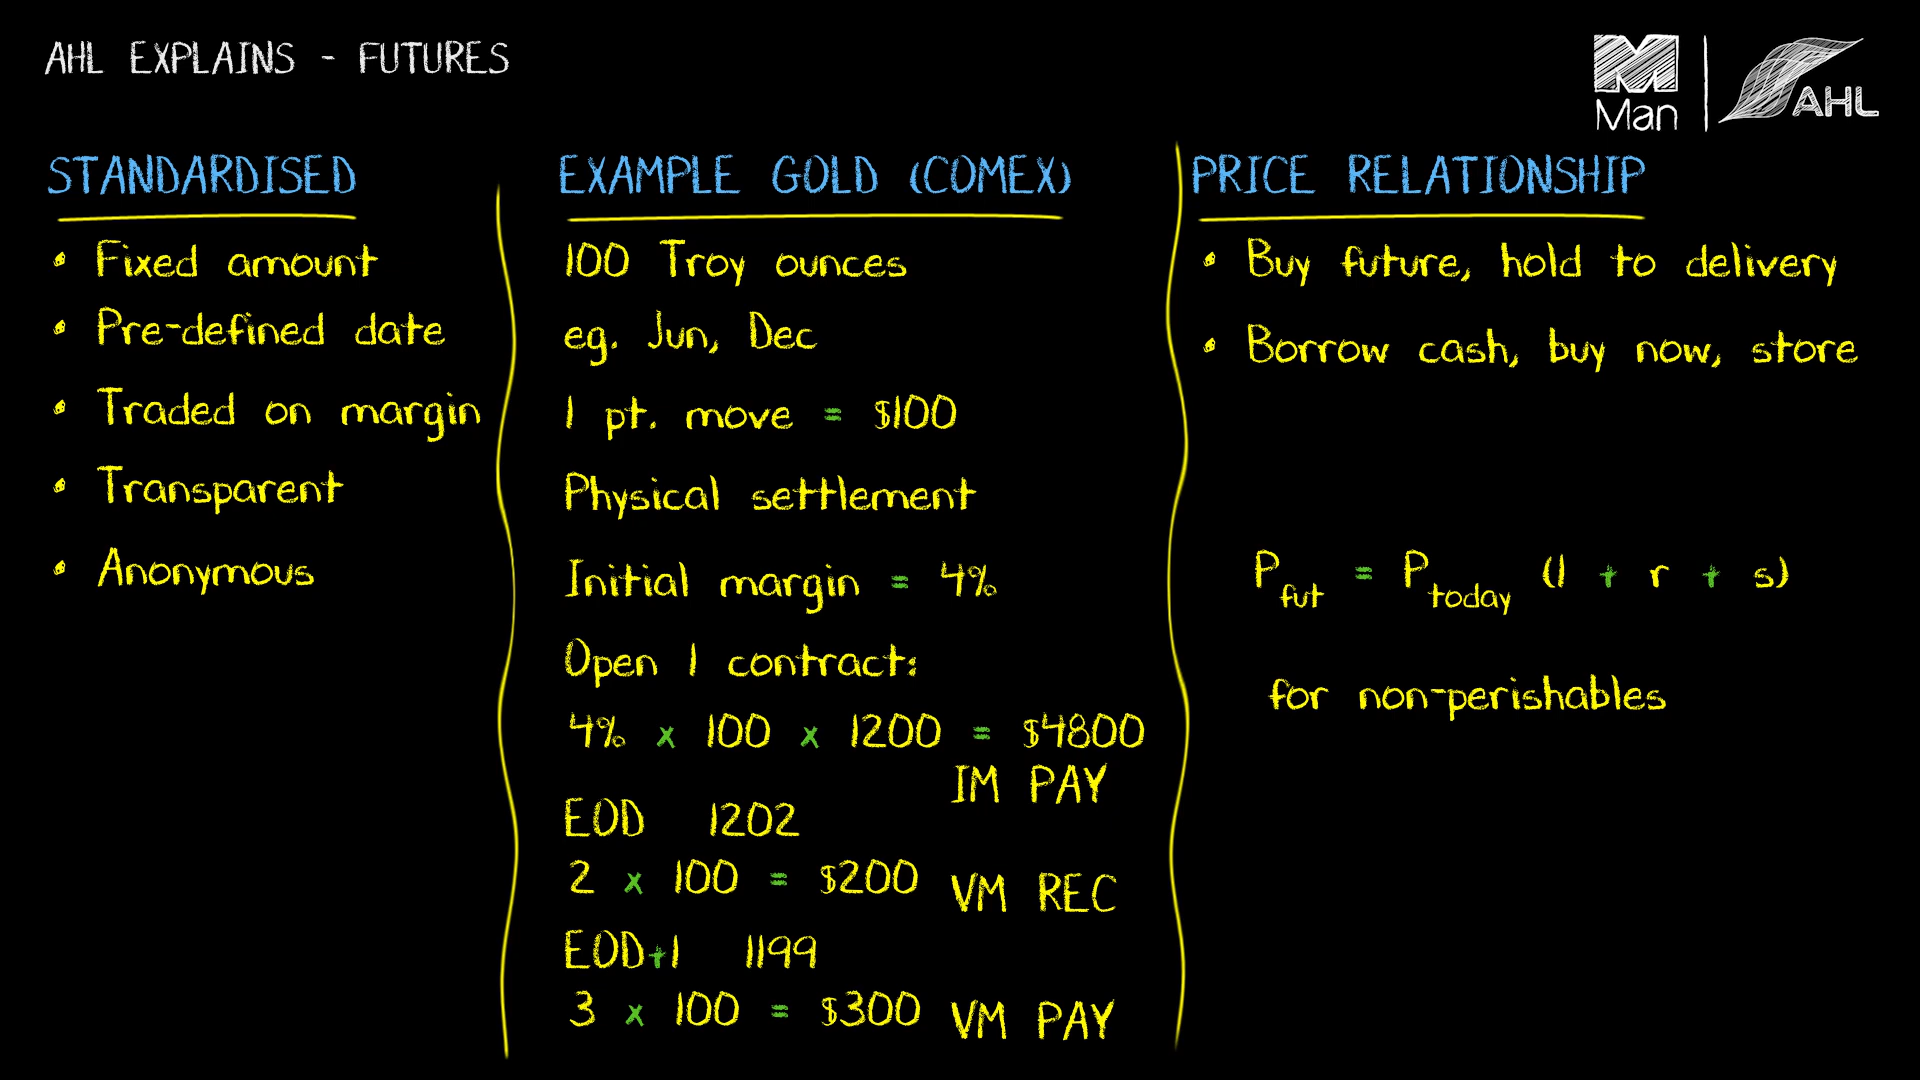 AHL EXPLAINS - FUTURES
Man
AHL
STANDARDISED
• Fixed amount
• Pre-defined date
• Traded on margin
• Transparent
• Anonymous
EXAMPLE GOLD (COMEX)
100 Troy ounces
eg. Jun, Dec
1 pt. move = $100
Physical settlement
Initial margin = 4%
Open 1 contract:
4% x 100 x 1200 = $4800
IM PAY
EOD 1202
2 x 100 = $200 VM REC
EOD+1 1199
3 x 100 = $300 VM PAY
PRICE RELATIONSHIP
• Buy future, hold to delivery
• Borrow cash, buy now, store
P fut = P today (1 + r + s)
for non-perishables